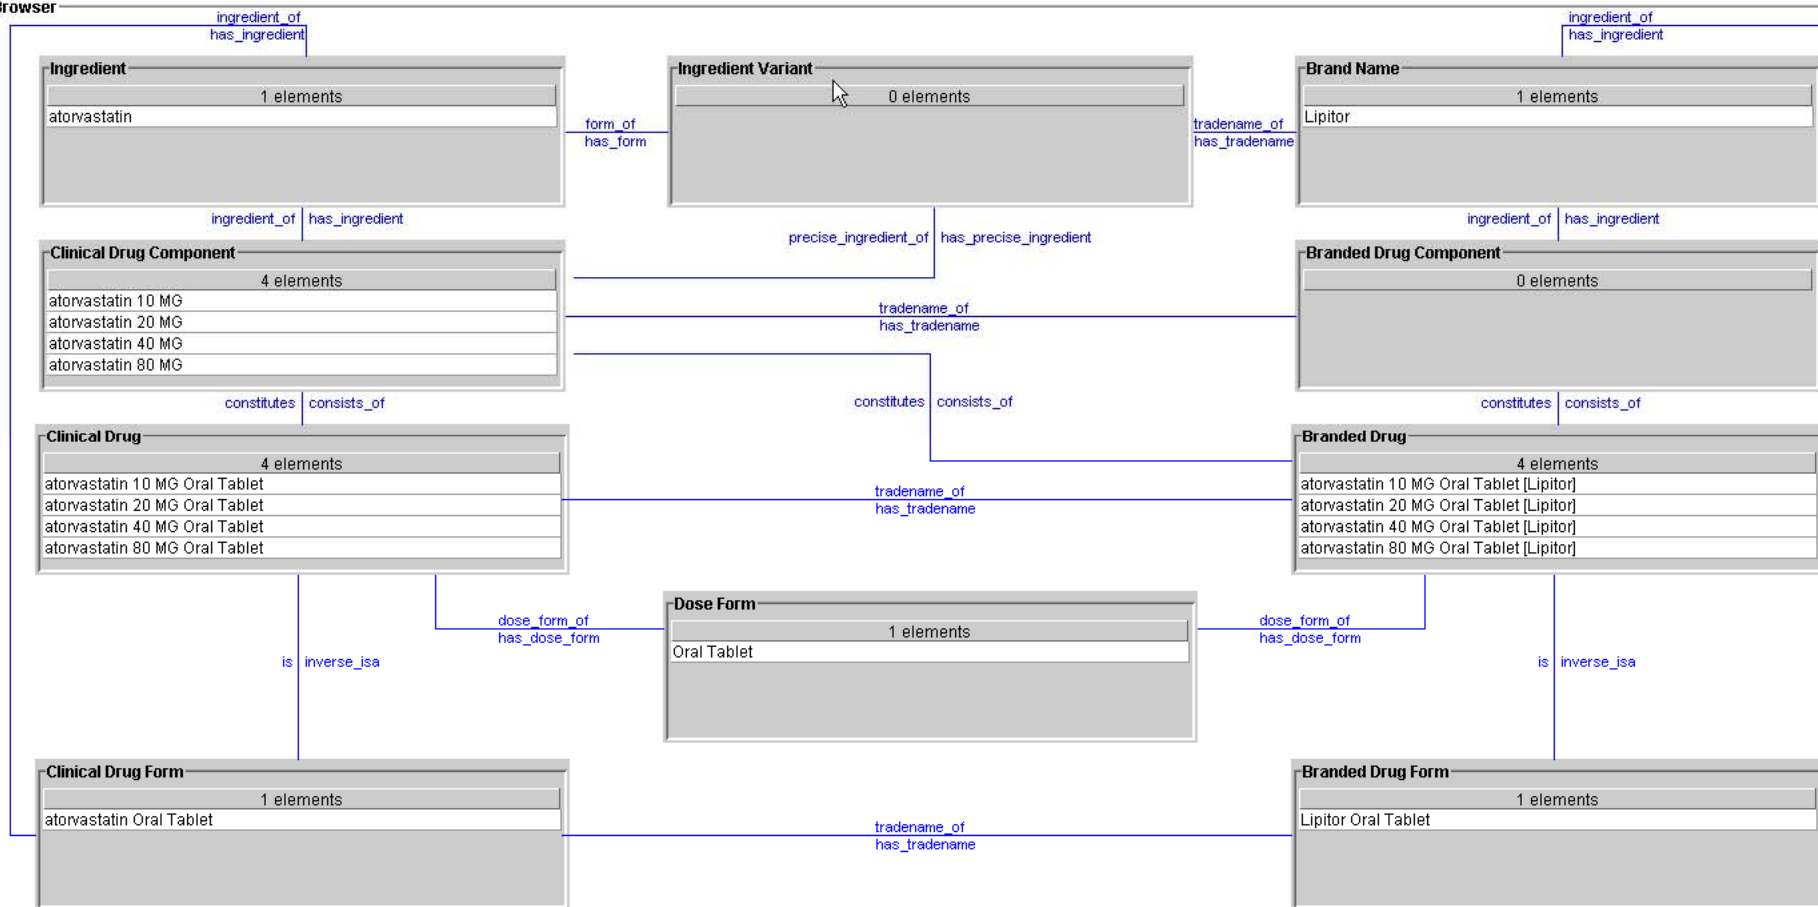 Browser
ingredient_of
has_ingredient
ingredient_of
has_ingredient
Ingredient
1 elements
atorvastatin
form_of
has_form
Ingredient Variant
0 elements
tradename_of
has_tradename
Brand Name
1 elements
Lipitor
ingredient_of has_ingredient
precise_ingredient_of has_precise_ingredient
ingredient_of has_ingredient
Clinical Drug Component
4 elements
atorvastatin 10 MG
atorvastatin 20 MG
atorvastatin 40 MG
atorvastatin 80 MG
tradename_of
has_tradename
Branded Drug Component
0 elements
constitutes consists_of
constitutes consists_of
constitutes consists_of
Clinical Drug
4 elements
atorvastatin 10 MG Oral Tablet
atorvastatin 20 MG Oral Tablet
atorvastatin 40 MG Oral Tablet
atorvastatin 80 MG Oral Tablet
tradename_of
has_tradename
Branded Drug
4 elements
atorvastatin 10 MG Oral Tablet [Lipitor]
atorvastatin 20 MG Oral Tablet [Lipitor]
atorvastatin 40 MG Oral Tablet [Lipitor]
atorvastatin 80 MG Oral Tablet [Lipitor]
dose_form_of
has_dose_form
Dose Form
1 elements
Oral Tablet
dose_form_of
has_dose_form
is inverse_isa
is inverse_isa
Clinical Drug Form
1 elements
atorvastatin Oral Tablet
tradename_of
has_tradename
Branded Drug Form
1 elements
Lipitor Oral Tablet